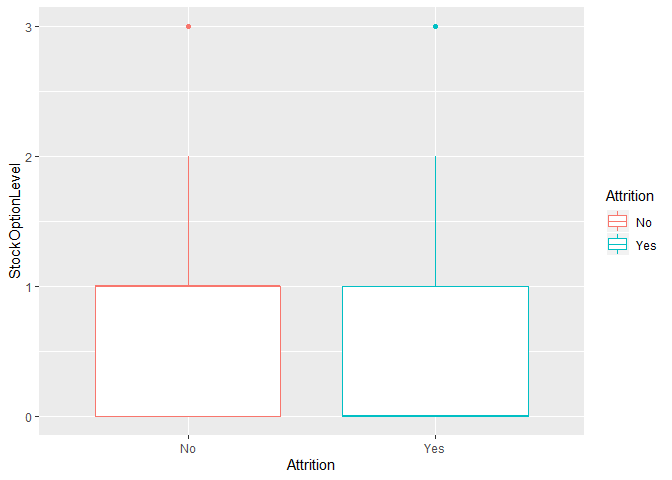 StockOptionLevel
3
2
1
0
No
Yes
Attrition
Attrition
No
Yes